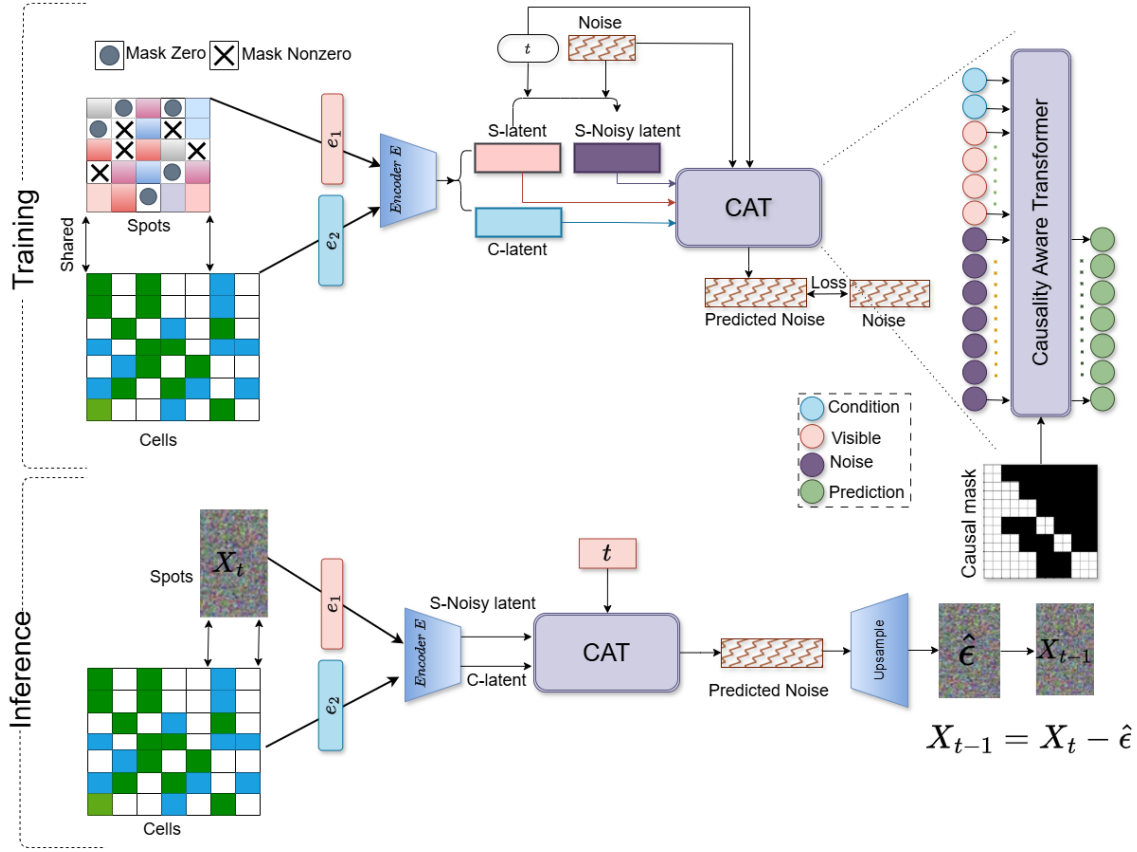 Training
Mask Zero
Mask Nonzero
Spots
Shared
Cells
e₁
e₂
Encoder E
t
Noise
S-latent
S-Noisy latent
C-latent
CAT
Predicted Noise
Loss
Noise
Causality Aware Transformer
Condition
Visible
Noise
Prediction
Causal mask
Inference
Spots
X_t
Cells
e₁
e₂
Encoder E
S-Noisy latent
C-latent
t
CAT
Predicted Noise
Upsample
ϵ̂
X_{t−1}
X_{t−1} = X_t − ϵ̂